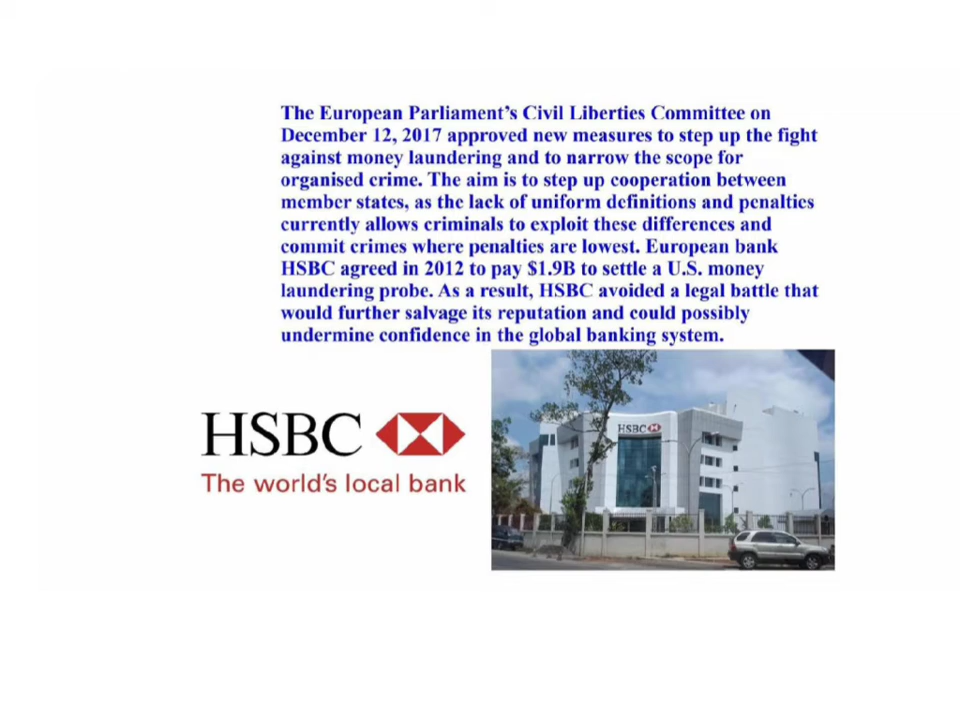 The European Parliament’s Civil Liberties Committee on
December 12, 2017 approved new measures to step up the fight
against money laundering and to narrow the scope for
organised crime. The aim is to step up cooperation between
member states, as the lack of uniform definitions and penalties
currently allows criminals to exploit these differences and
commit crimes where penalties are lowest. European bank
HSBC agreed in 2012 to pay $1.9B to settle a U.S. money
laundering probe. As a result, HSBC avoided a legal battle that
would further salvage its reputation and could possibly
undermine confidence in the global banking system.
HSBC
The world’s local bank
HSBC